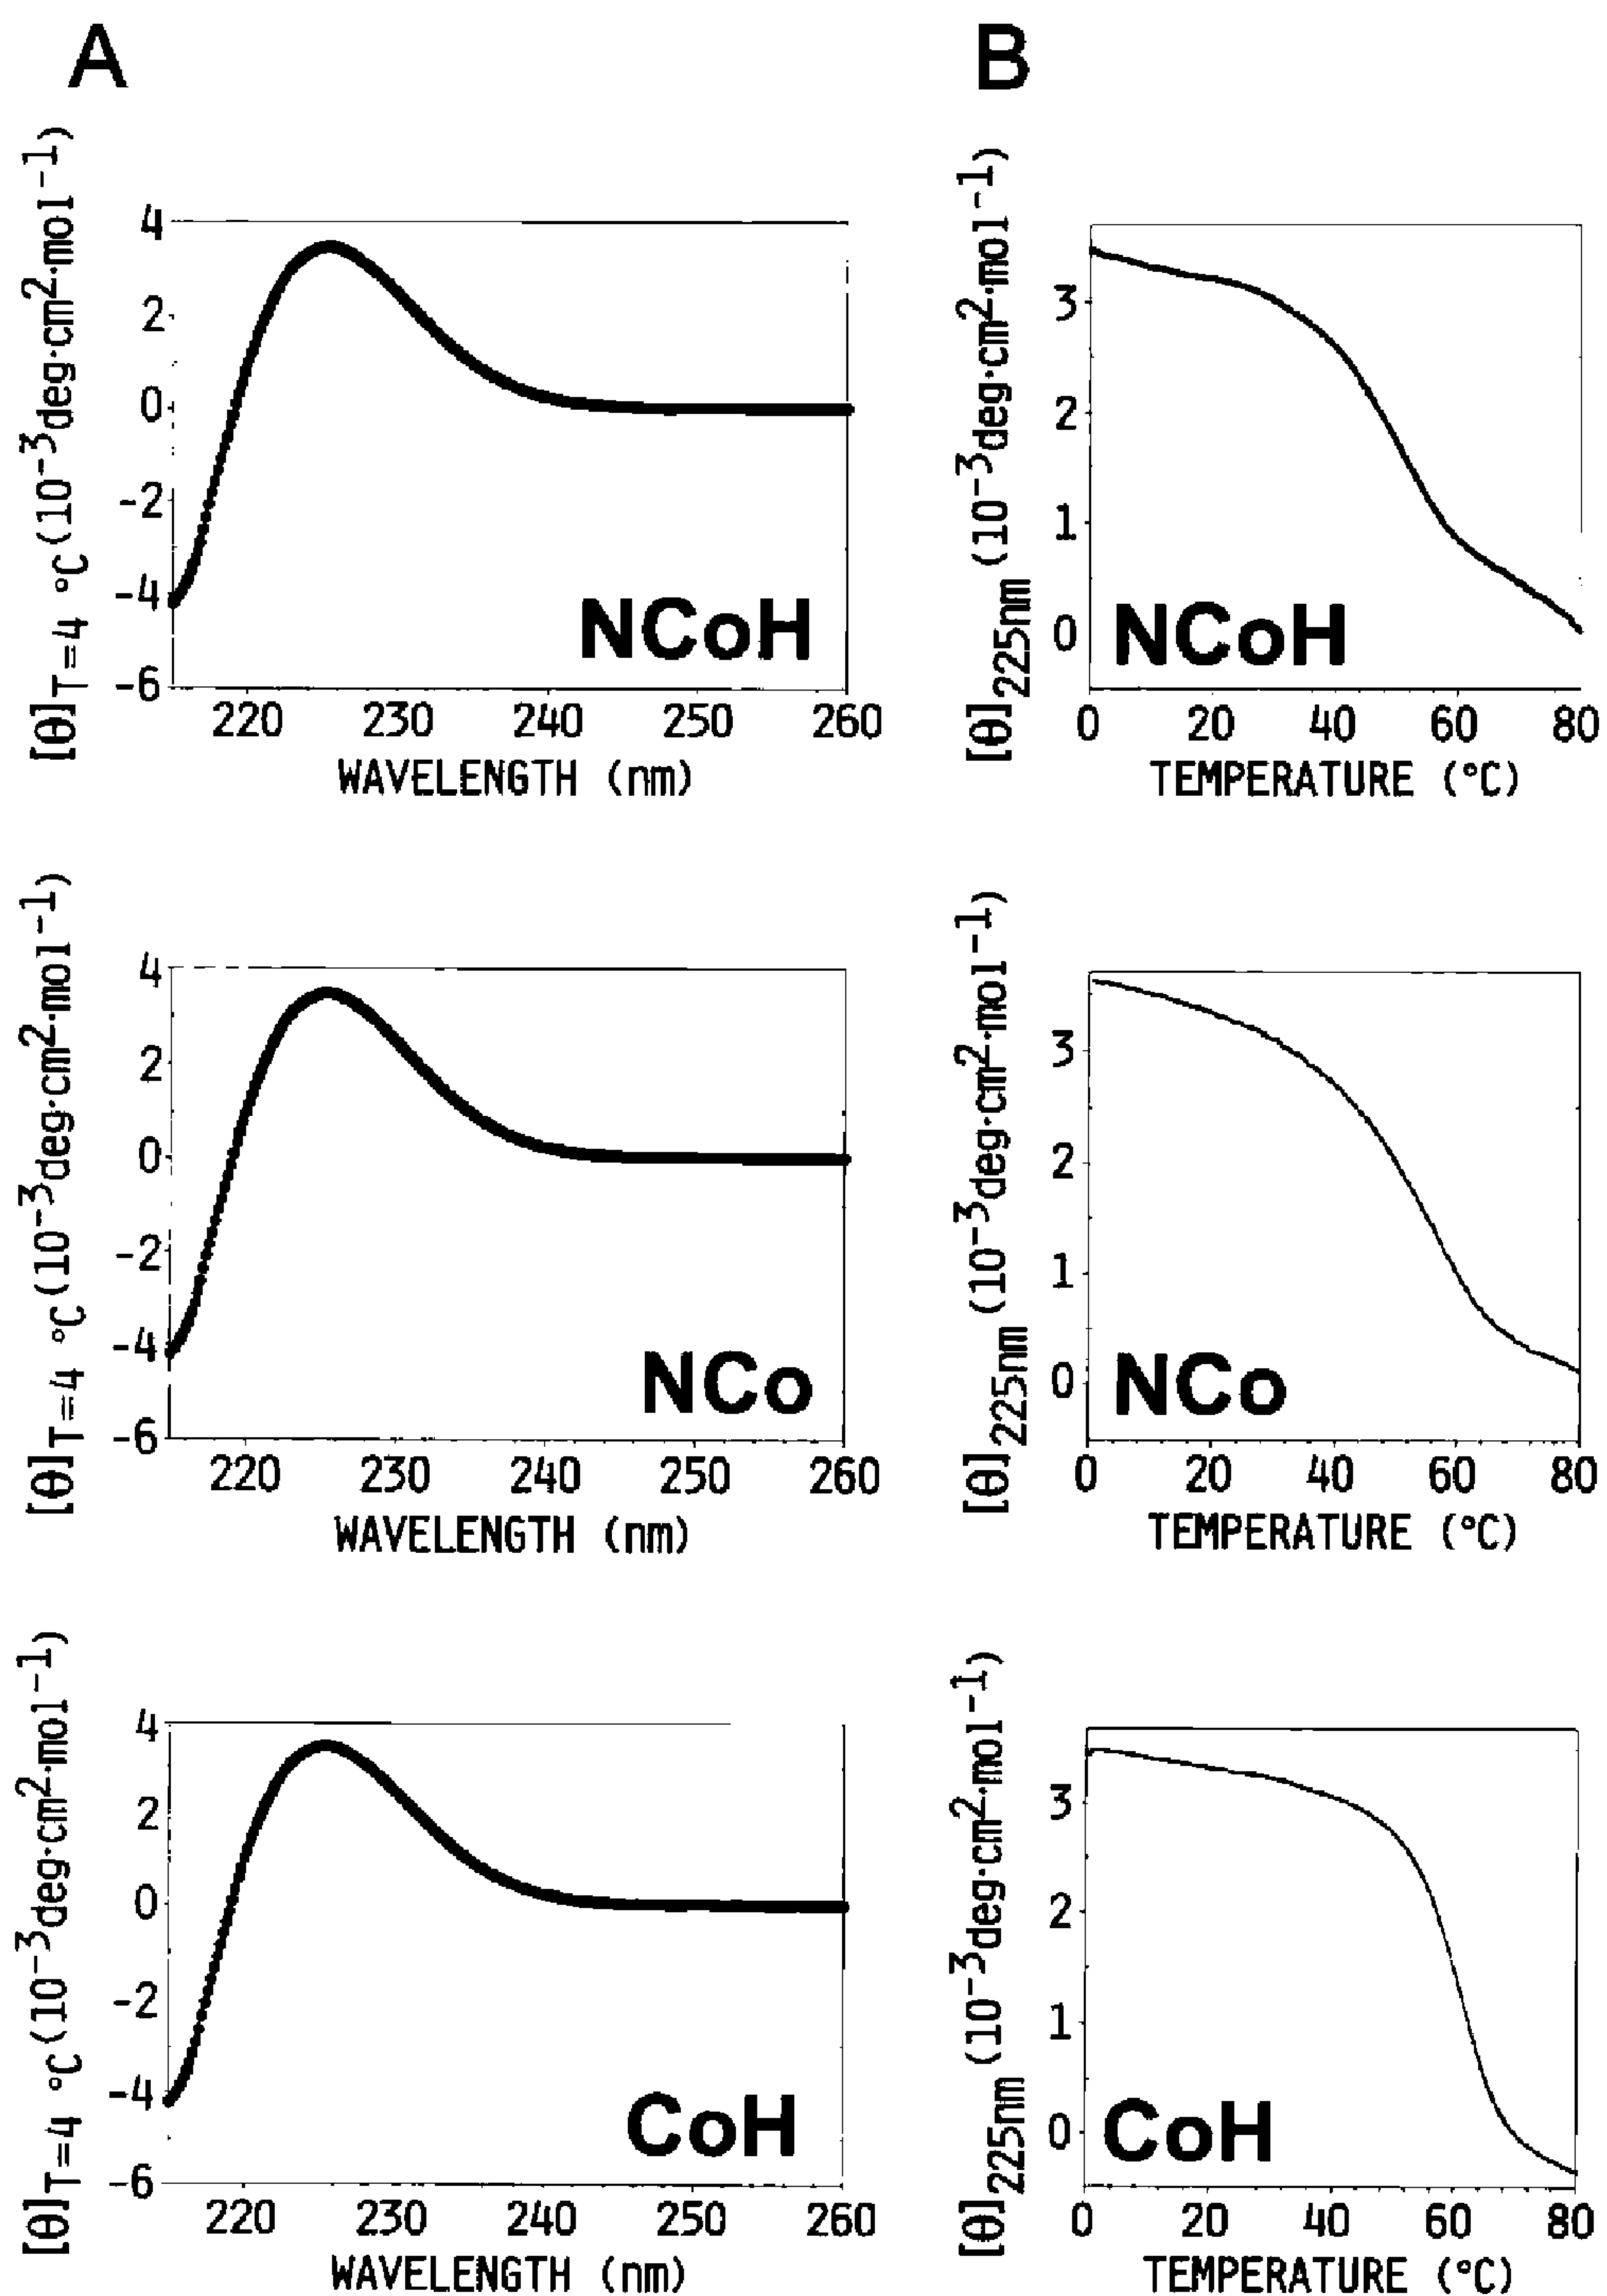 A
B
[θ]T=4 °C(10−3deg·cm2·mol−1)
4
2
0
-2
-4
-6
220 230 240 250 260
WAVELENGTH (nm)
NCoH
[θ]225nm(10−3deg·cm2·mol−1)
3
2
1
0
0 20 40 60 80
TEMPERATURE (°C)
NCoH
[θ]T=4 °C(10−3deg·cm2·mol−1)
4
2
0
-2
-4
-6
220 230 240 250 260
WAVELENGTH (nm)
NCo
[θ]225nm(10−3deg·cm2·mol−1)
3
2
1
0
0 20 40 60 80
TEMPERATURE (°C)
NCo
[θ]T=4 °C(10−3deg·cm2·mol−1)
4
2
0
-2
-4
-6
220 230 240 250 260
WAVELENGTH (nm)
CoH
[θ]225nm(10−3deg·cm2·mol−1)
3
2
1
0
0 20 40 60 80
TEMPERATURE (°C)
CoH